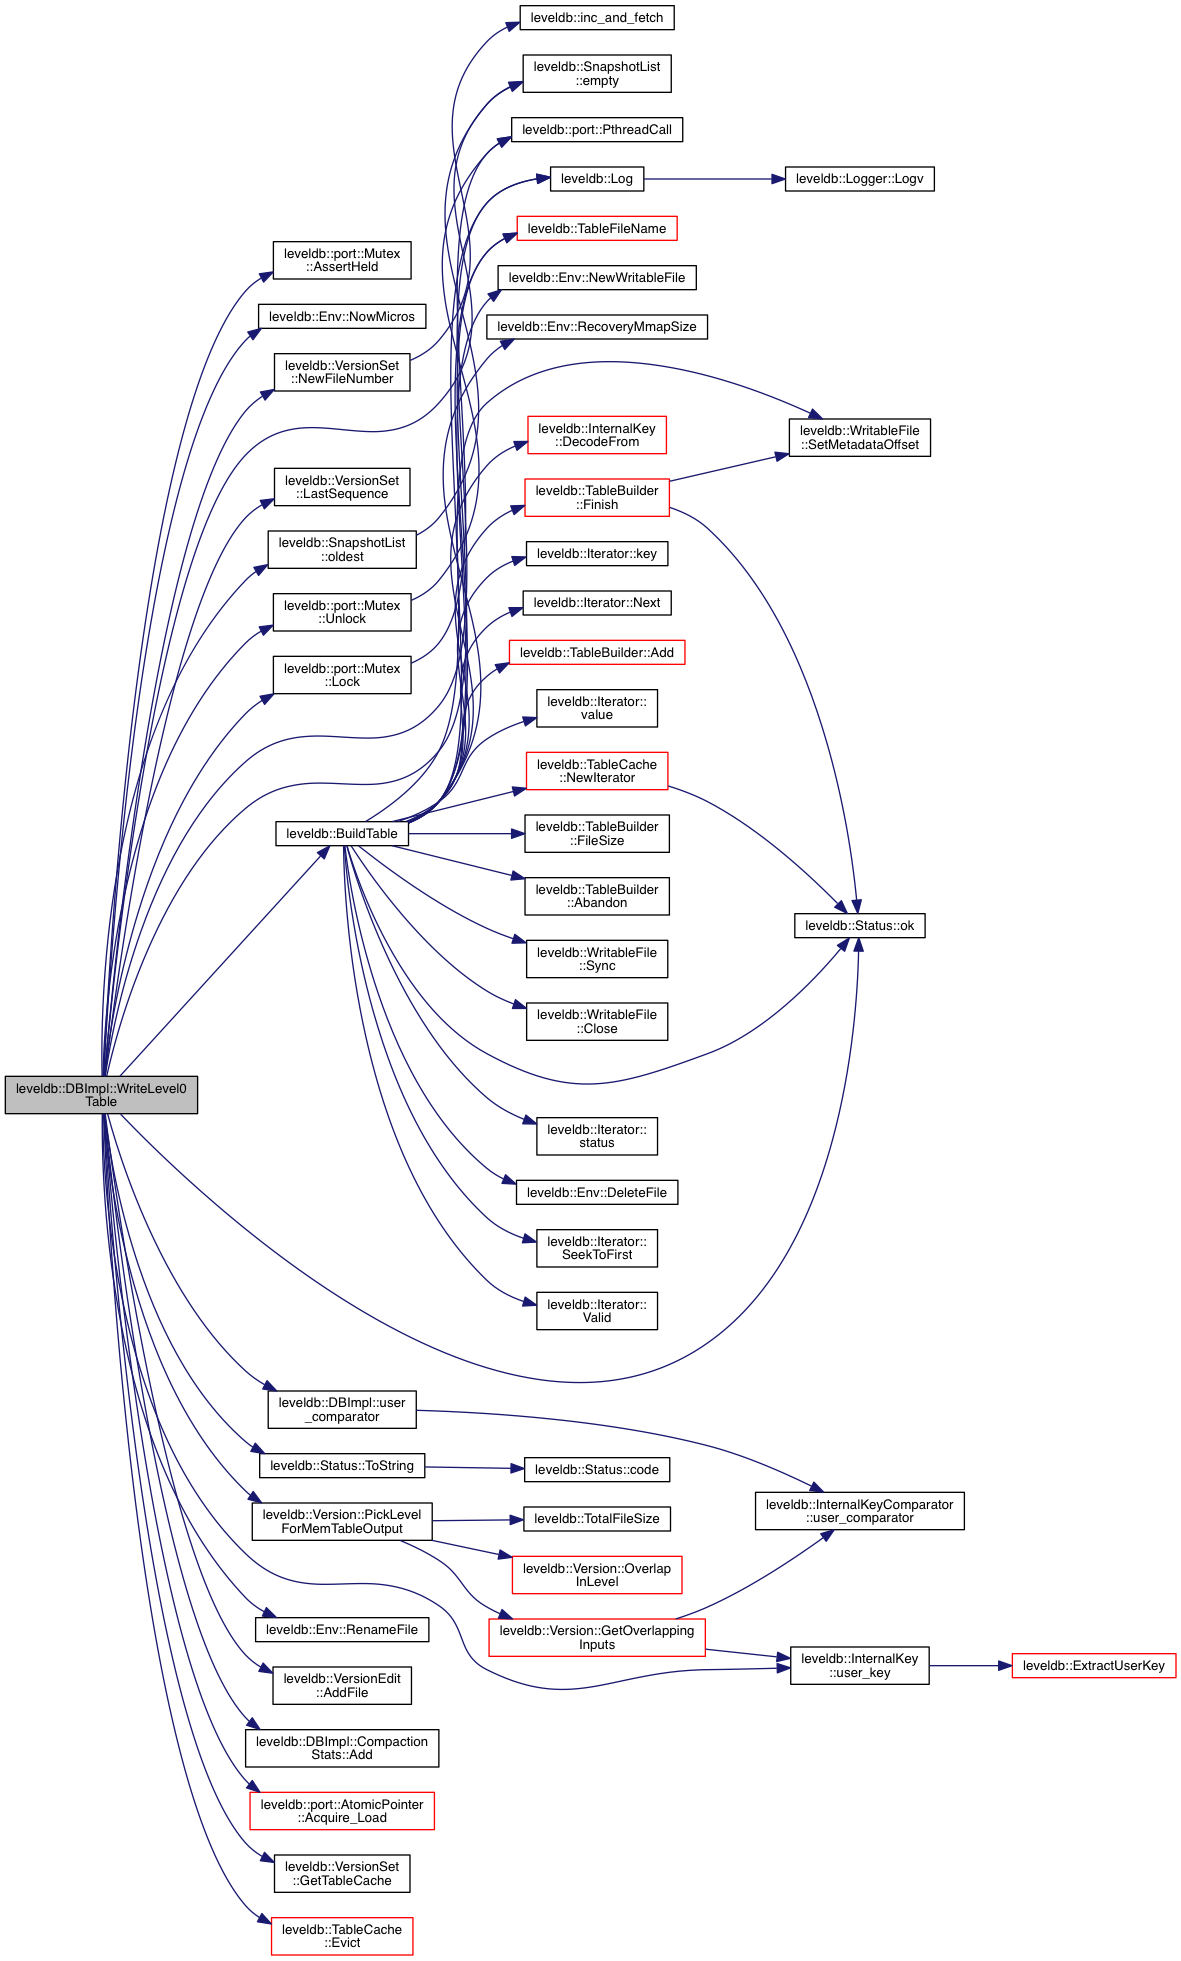 leveldb::inc_and_fetch
leveldb::SnapshotList
::empty
leveldb::port::PthreadCall
leveldb::Log
leveldb::Logger::Logv
leveldb::TableFileName
leveldb::port::Mutex
::AssertHeld
leveldb::Env::NewWritableFile
leveldb::Env::NowMicros
leveldb::Env::RecoveryMmapSize
leveldb::VersionSet
::NewFileNumber
leveldb::WritableFile
::SetMetadataOffset
leveldb::InternalKey
::DecodeFrom
leveldb::VersionSet
::LastSequence
leveldb::TableBuilder
::Finish
leveldb::SnapshotList
::oldest
leveldb::Iterator::key
leveldb::port::Mutex
::Unlock
leveldb::Iterator::Next
leveldb::port::Mutex
::Lock
leveldb::TableBuilder::Add
leveldb::Iterator::
value
leveldb::TableCache
::NewIterator
leveldb::BuildTable
leveldb::TableBuilder
::FileSize
leveldb::TableBuilder
::Abandon
leveldb::Status::ok
leveldb::WritableFile
::Sync
leveldb::WritableFile
::Close
leveldb::DBImpl::WriteLevel0
Table
leveldb::Iterator::
status
leveldb::Env::DeleteFile
leveldb::Iterator::
SeekToFirst
leveldb::Iterator::
Valid
leveldb::DBImpl::user
_comparator
leveldb::Status::ToString
leveldb::Status::code
leveldb::InternalKeyComparator
::user_comparator
leveldb::Version::PickLevel
ForMemTableOutput
leveldb::TotalFileSize
leveldb::Version::Overlap
InLevel
leveldb::Env::RenameFile
leveldb::Version::GetOverlapping
Inputs
leveldb::InternalKey
::user_key
leveldb::ExtractUserKey
leveldb::VersionEdit
::AddFile
leveldb::DBImpl::Compaction
Stats::Add
leveldb::port::AtomicPointer
::Acquire_Load
leveldb::VersionSet
::GetTableCache
leveldb::TableCache
::Evict